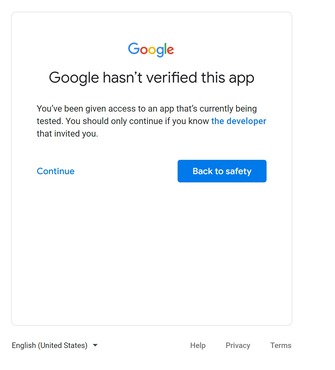 Google
Google hasn’t verified this app
You’ve been given access to an app that’s currently being
tested. You should only continue if you know the developer
that invited you.
Continue
Back to safety
English (United States)
Help
Privacy
Terms